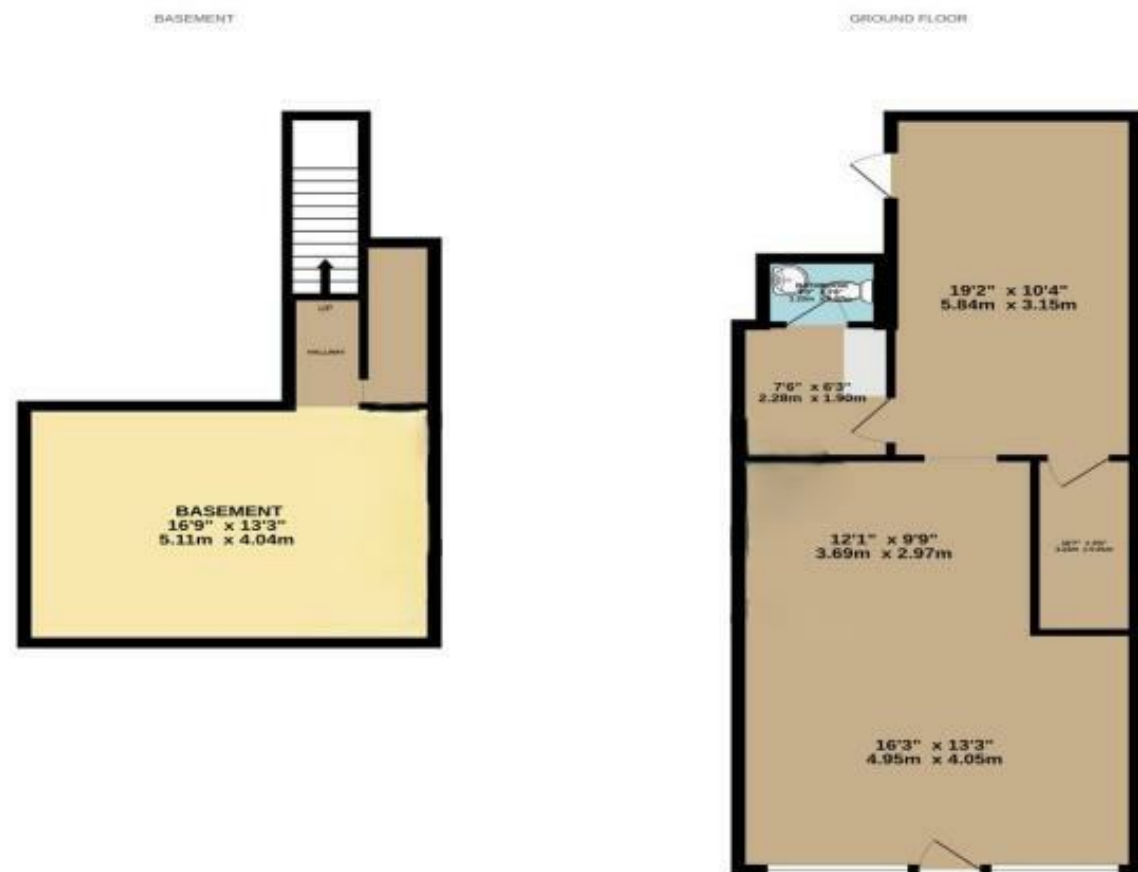 BASEMENT
GROUND FLOOR
UP
HALLWAY
BASEMENT
16'9" x 13'3"
5.11m x 4.04m
19'2" x 10'4"
5.84m x 3.15m
7'6" x 6'3"
2.28m x 1.90m
12'1" x 9'9"
3.69m x 2.97m
16'3" x 13'3"
4.95m x 4.05m